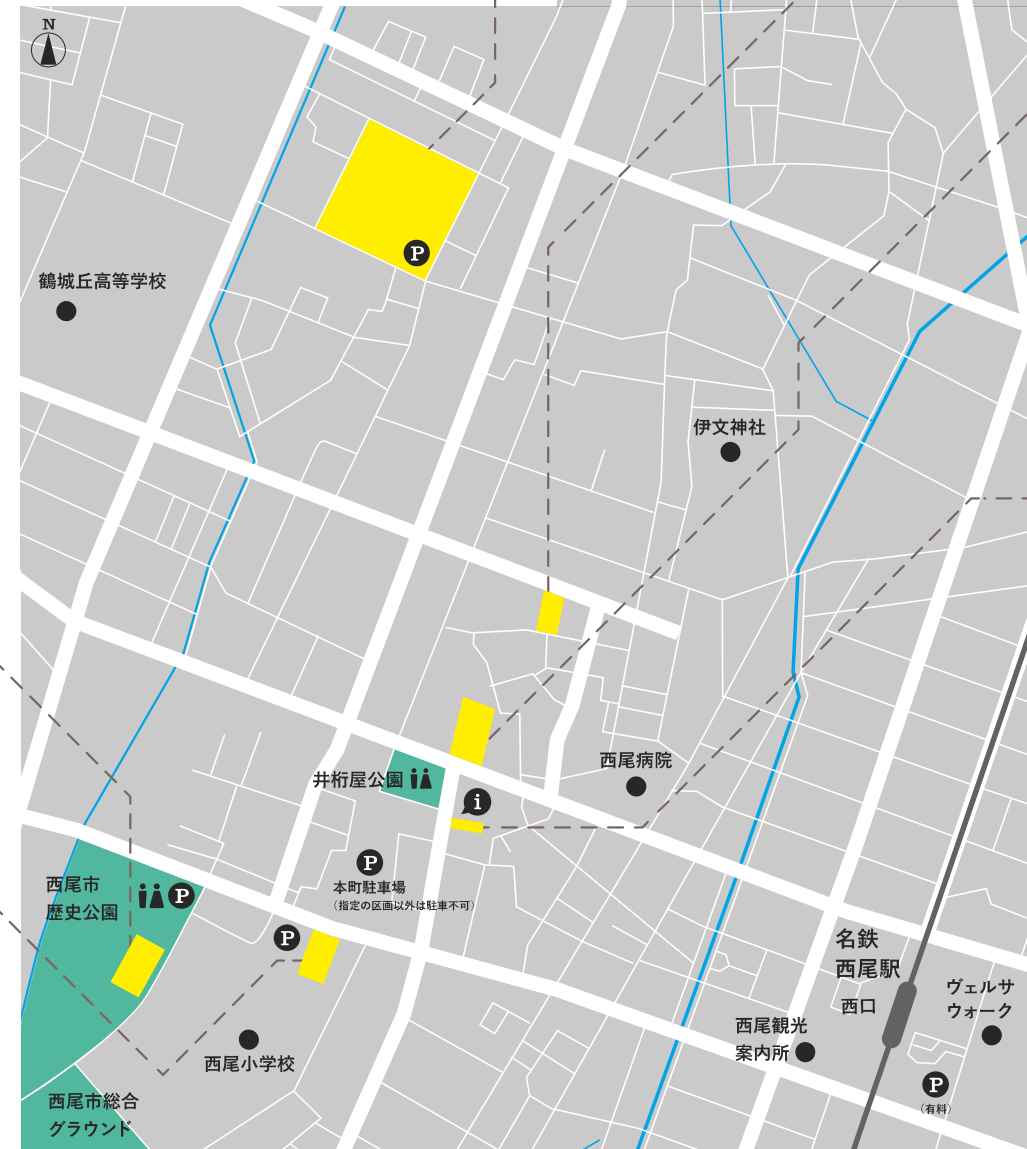 N
P
鶴城丘高等学校
伊文神社
西尾病院
井桁屋公園
i
P
本町駐車場
(指定の区画以外は駐車不可)
西尾市
歴史公園
P
P
名鉄
西尾駅
西口
ヴェルサ
ウォーク
西尾観光
案内所
西尾小学校
P
(有料)
西尾市総合
グラウンド